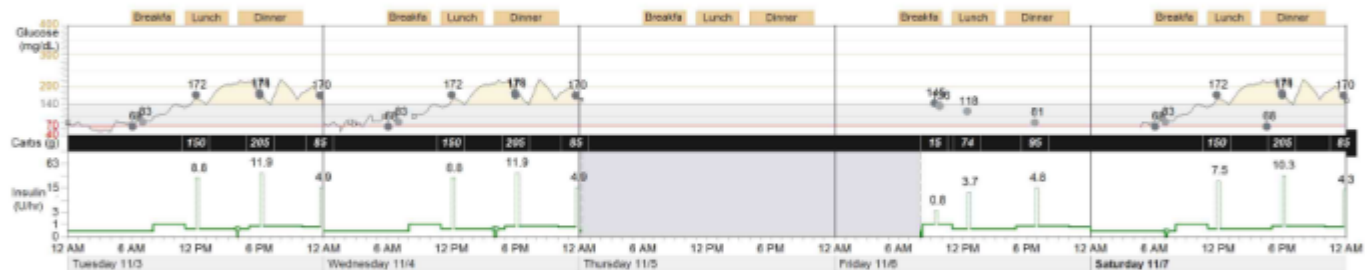 Breakfa Lunch Dinner Breakfa Lunch Dinner Breakfa Lunch Dinner Breakfa Lunch Dinner Breakfa Lunch Dinner
400
Glucose
(mg/dL)
300
200
172 170 172 170 172 170
140
145 118
83 83 81 83
68 68 68 68
70
40
Carbs (g) 150 205 85 150 205 85 15 74 95 150 205 85
63
8.8 11.9 4.9 8.8 11.9 4.9 0.8 3.7 4.8 7.5 10.3 4.3
Insulin
(U/hr)
15
3
1
0
12 AM 6 AM 12 PM 6 PM 12 AM 6 AM 12 PM 6 PM 12 AM 6 AM 12 PM 6 PM 12 AM 6 AM 12 PM 6 PM 12 AM 6 AM 12 PM 6 PM 12 AM
Tuesday 11/3 Wednesday 11/4 Thursday 11/5 Friday 11/6 Saturday 11/7